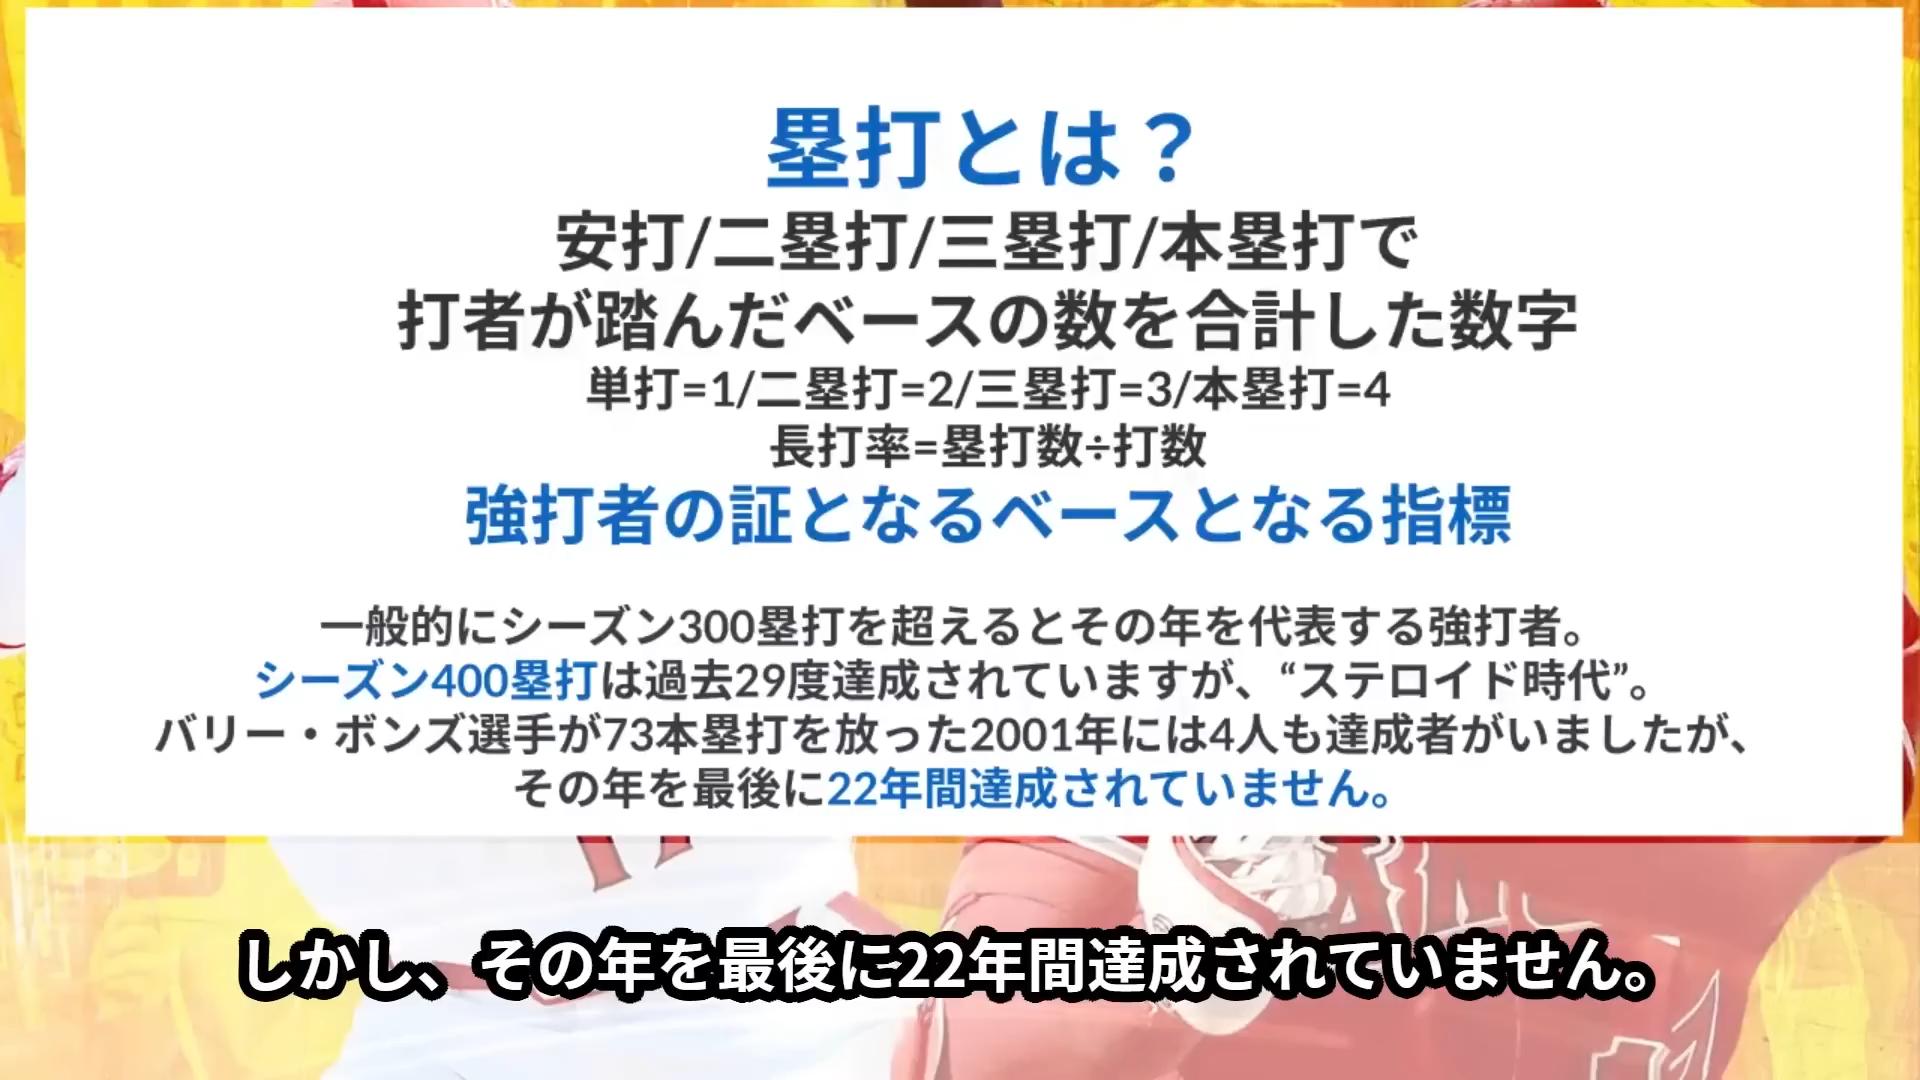 塁打とは？
安打/二塁打/三塁打/本塁打で
打者が踏んだベースの数を合計した数字
単打=1/二塁打=2/三塁打=3/本塁打=4
長打率=塁打数÷打数
強打者の証となるベースとなる指標
一般的にシーズン300塁打を超えるとその年を代表する強打者。
シーズン400塁打は過去29度達成されていますが、“ステロイド時代”。
バリー・ボンズ選手が73本塁打を放った2001年には4人も達成者がいましたが、
その年を最後に22年間達成されていません。
しかし、その年を最後に22年間達成されていません。